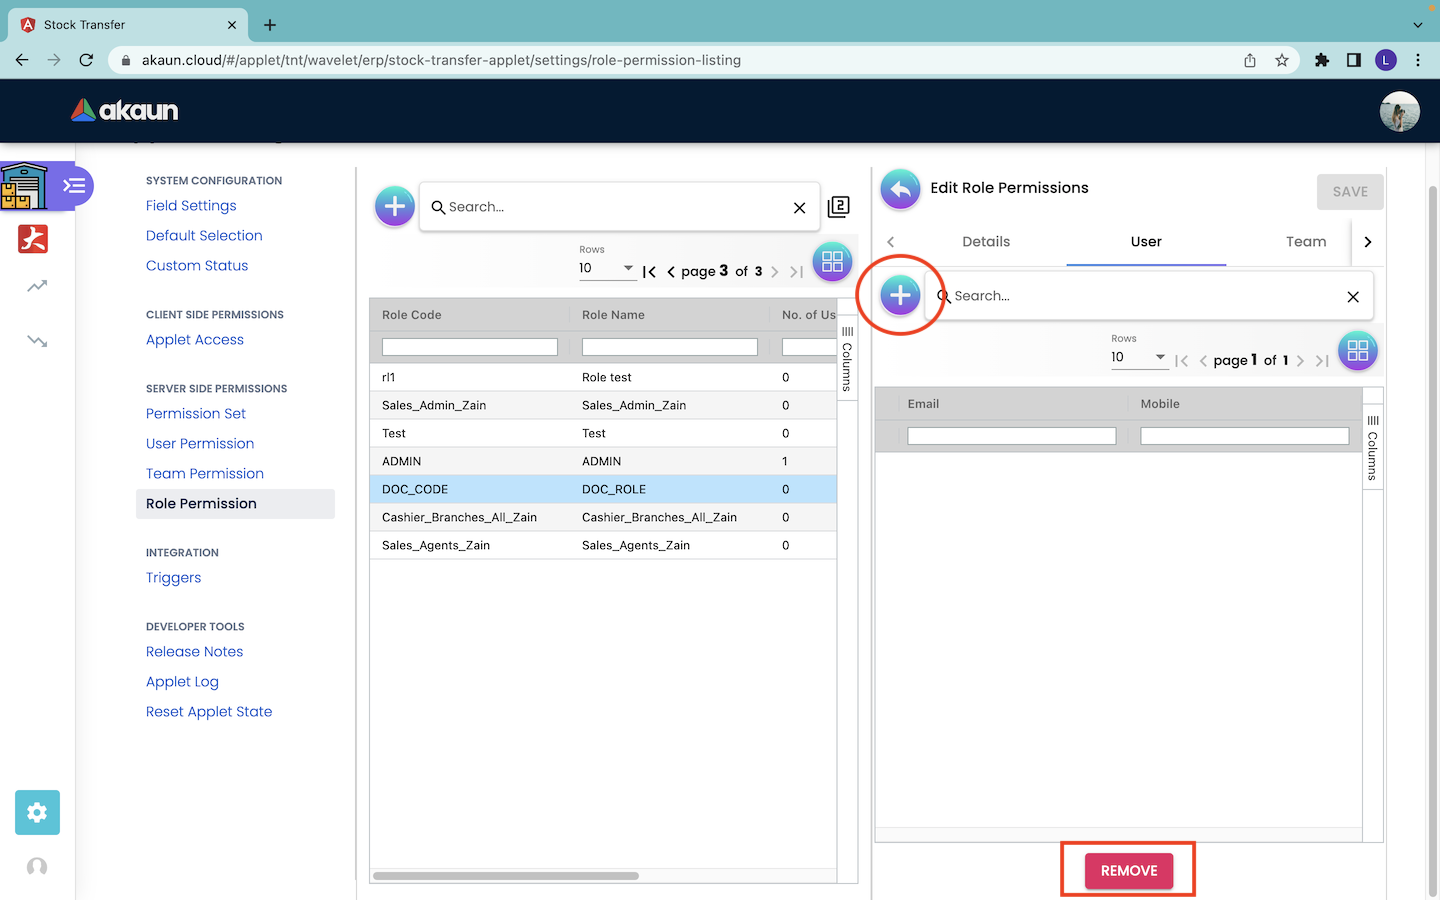 Stock Transfer
akaun.cloud/#/applet/tnt/wavelet/erp/stock-transfer-applet/settings/role-permission-listing
L
akaun
SYSTEM CONFIGURATION
Field Settings
Default Selection
Custom Status
CLIENT SIDE PERMISSIONS
Applet Access
SERVER SIDE PERMISSIONS
Permission Set
User Permission
Team Permission
Role Permission
INTEGRATION
Triggers
DEVELOPER TOOLS
Release Notes
Applet Log
Reset Applet State
Search...
2
Rows
10
page 3 of 3
Role Code Role Name No. of Us
Columns
rl1 Role test 0
Sales_Admin_Zain Sales_Admin_Zain 0
Test Test 0
ADMIN ADMIN 1
DOC_CODE DOC_ROLE 0
Cashier_Branches_All_Zain Cashier_Branches_All_Zain 0
Sales_Agents_Zain Sales_Agents_Zain 0
Edit Role Permissions
SAVE
Details User Team
Search...
Rows
10
page 1 of 1
Email Mobile
Columns
REMOVE